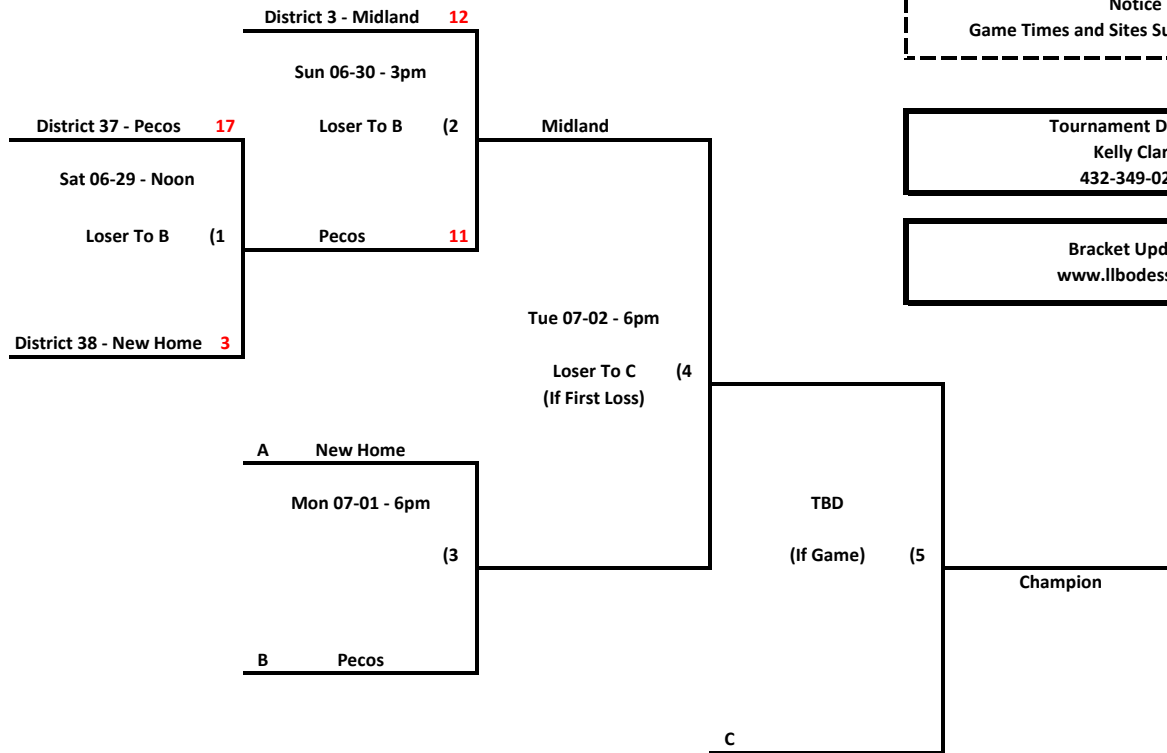 District 3 - Midland 12
Notice
Game Times and Sites Su
Sun 06-30 - 3pm
District 37 - Pecos 17
Loser To B (2
Midland
Tournament D
Kelly Clar
432-349-02
Sat 06-29 - Noon
Loser To B (1
Pecos 11
Bracket Upd
www.llbodess
Tue 07-02 - 6pm
District 38 - New Home 3
Loser To C (4
(If First Loss)
A New Home
Mon 07-01 - 6pm
TBD
(3
(If Game) (5
Champion
B Pecos
C